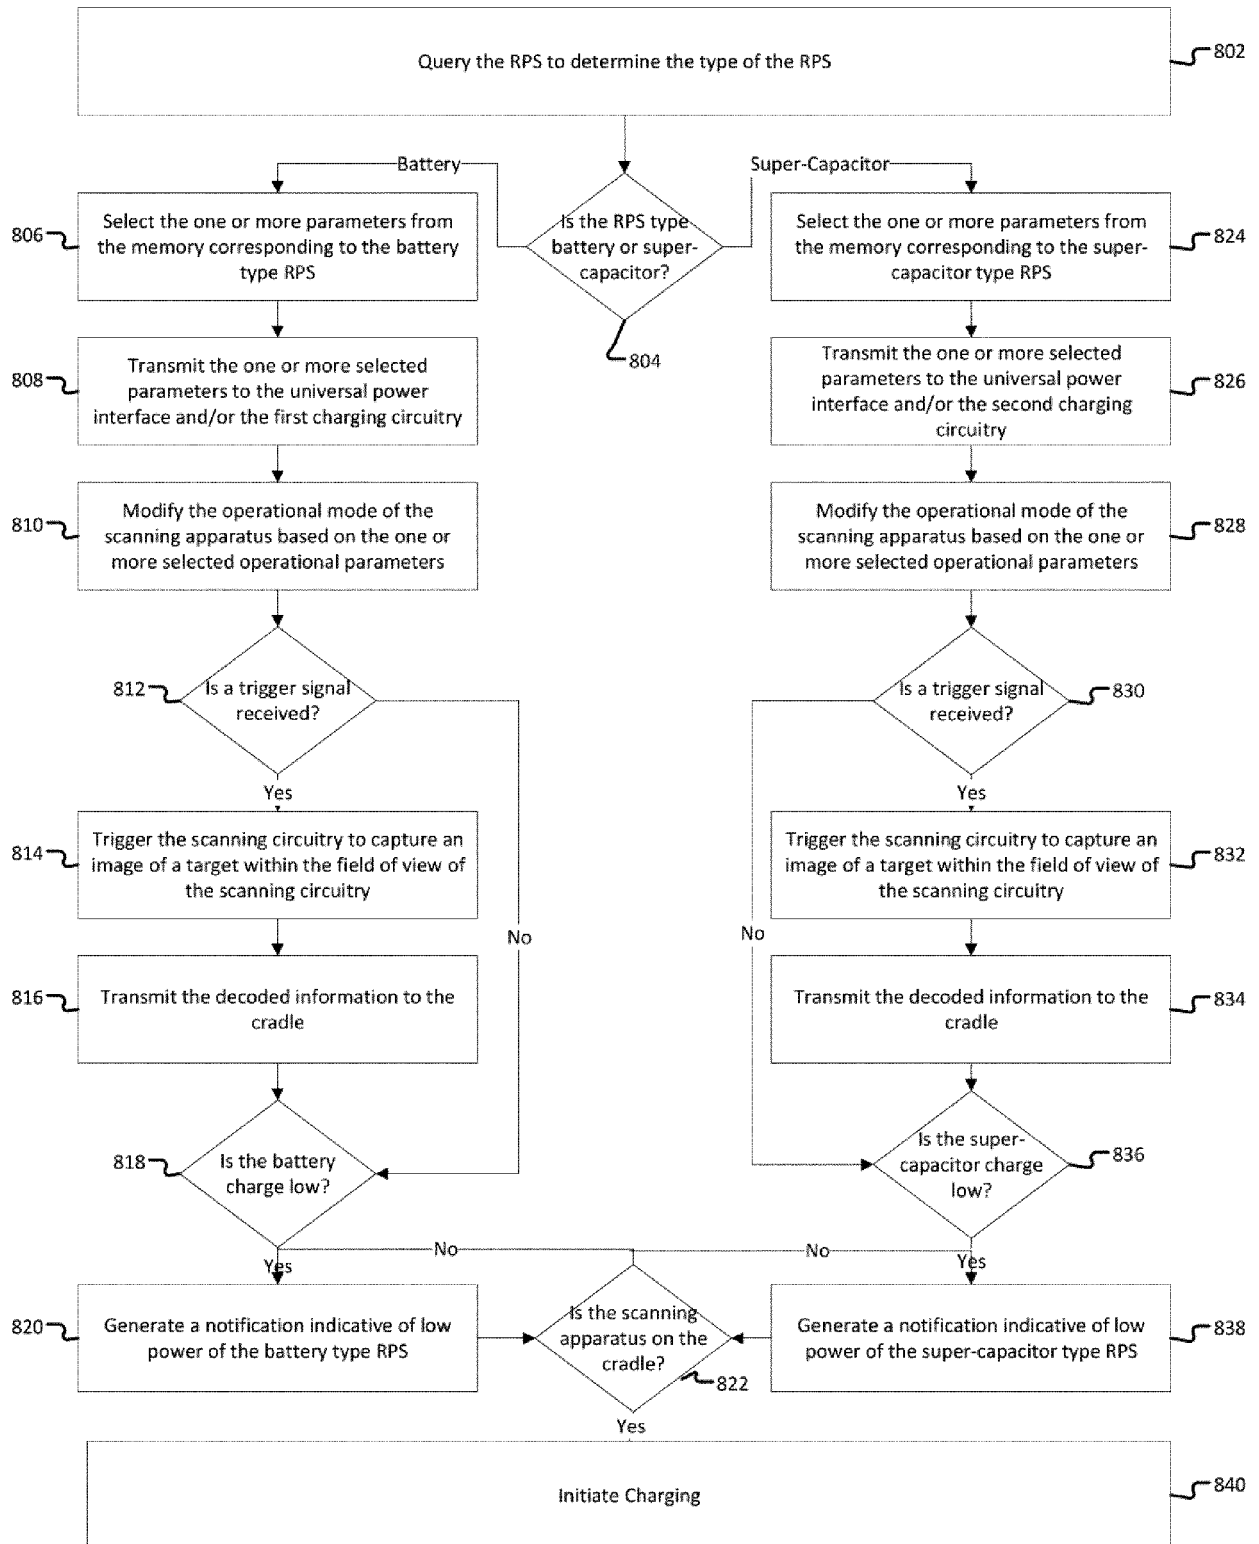 Query the RPS to determine the type of the RPS
802
Battery
Super-Capacitor
806
Select the one or more parameters from
the memory corresponding to the battery
type RPS
Is the RPS type
battery or super-
capacitor?
804
Select the one or more parameters from
the memory corresponding to the super-
capacitor type RPS
824
808
Transmit the one or more selected
parameters to the universal power
interface and/or the first charging circuitry
Transmit the one or more selected
parameters to the universal power
interface and/or the second charging
circuitry
826
810
Modify the operational mode of the
scanning apparatus based on the one or
more selected operational parameters
Modify the operational mode of the
scanning apparatus based on the one or
more selected operational parameters
828
812
Is a trigger signal
received?
Is a trigger signal
received?
830
Yes
Yes
814
Trigger the scanning circuitry to capture an
image of a target within the field of view of
the scanning circuitry
Trigger the scanning circuitry to capture an
image of a target within the field of view of
the scanning circuitry
832
No
No
816
Transmit the decoded information to the
cradle
Transmit the decoded information to the
cradle
834
818
Is the battery
charge low?
Is the super-
capacitor charge
low?
836
No
No
Yes
Yes
820
Generate a notification indicative of low
power of the battery type RPS
Is the scanning
apparatus on the
cradle?
822
Generate a notification indicative of low
power of the super-capacitor type RPS
838
Yes
Initiate Charging
840